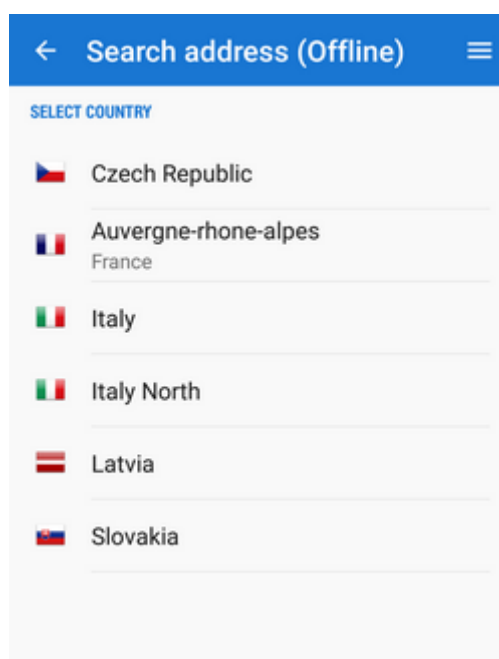 Search address (Offline)
SELECT COUNTRY
Czech Republic
Auvergne-rhone-alpes
France
Italy
Italy North
Latvia
Slovakia